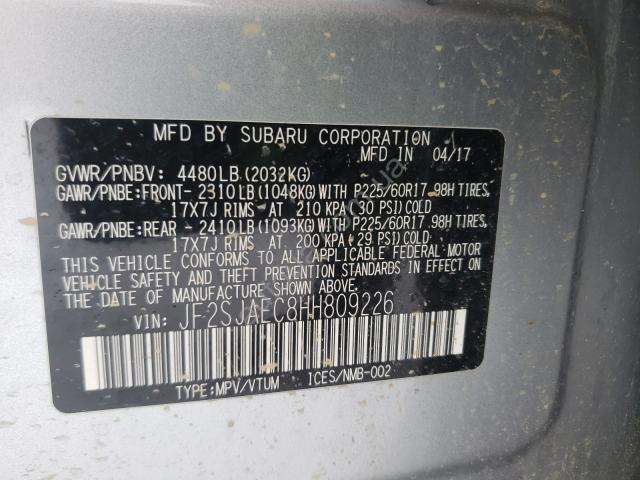 MFD BY SUBARU CORPORATION
MFD IN 04/17
GVWR/PNBV: 4480LB (2032KG)
GAWR/PNBE:FRONT- 2310LB(1048KG)WITH P225/60R17 98H TIRES,
17X7J RIMS AT 210 KPA(30 PSI)COLD
GAWR/PNBE:REAR - 2410LB(1093KG)WITH P225/60R17 98H TIRES,
17X7J RIMS AT 200 KPA(29 PSI)COLD
THIS VEHICLE CONFORMS TO ALL APPLICABLE FEDERAL MOTOR
VEHICLE SAFETY AND THEFT PREVENTION STANDARDS IN EFFECT ON
THE DATE OF MANUFACTURE SHOWN ABOVE.
VIN: JF2SJAEC8HH809226
TYPE:MPV/VTUM ICES/NMB-002